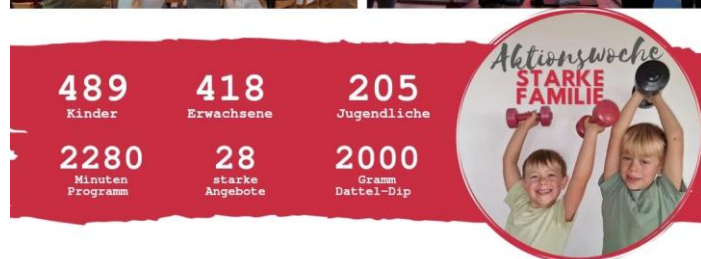 489
Kinder
418
Erwachsene
205
Jugendliche
2280
Minuten
Programm
28
starke
Angebote
2000
Gramm
Dattel-Dip
Aktionswoche
STARKE
FAMILIE